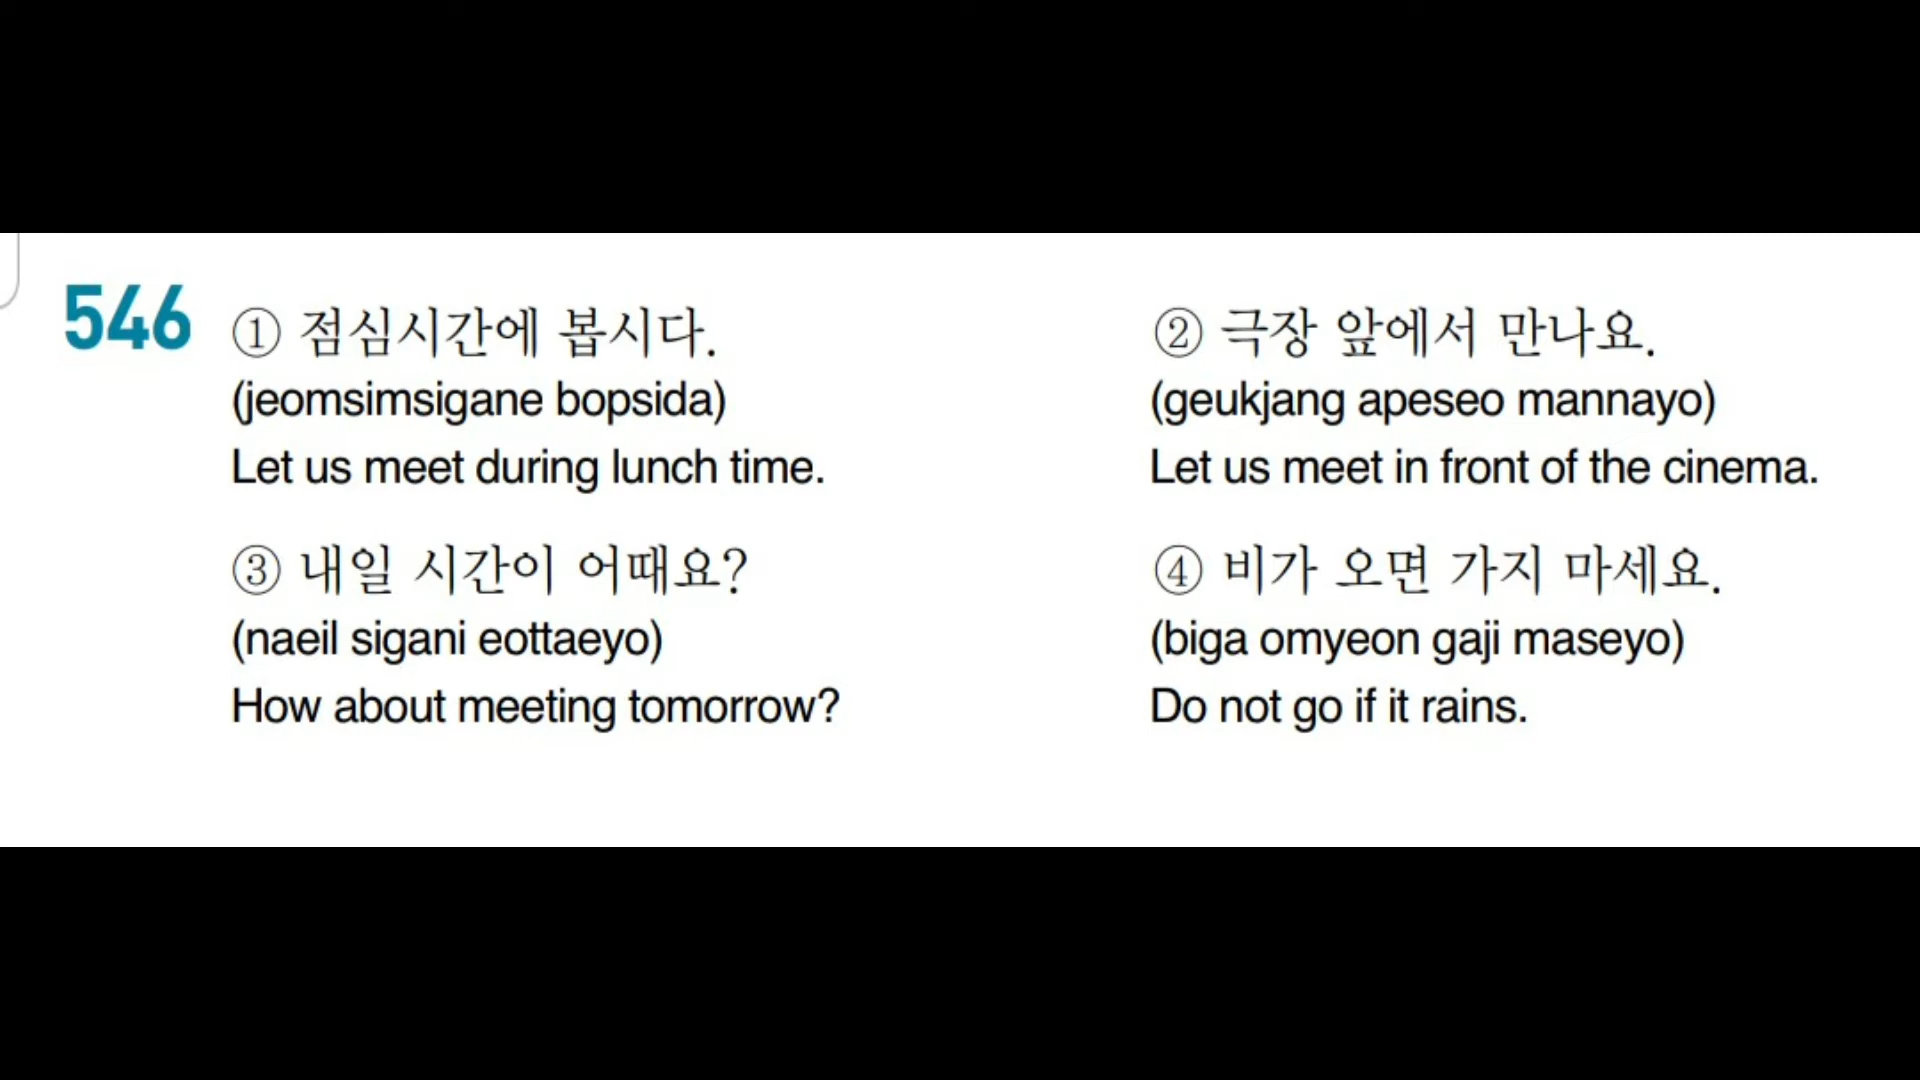 546
① 점심시간에 봅시다.
(jeomsimsigane bopsida)
Let us meet during lunch time.
② 극장 앞에서 만나요.
(geukjang apeseo mannayo)
Let us meet in front of the cinema.
③ 내일 시간이 어때요?
(naeil sigani eottaeyo)
How about meeting tomorrow?
④ 비가 오면 가지 마세요.
(biga omyeon gaji maseyo)
Do not go if it rains.